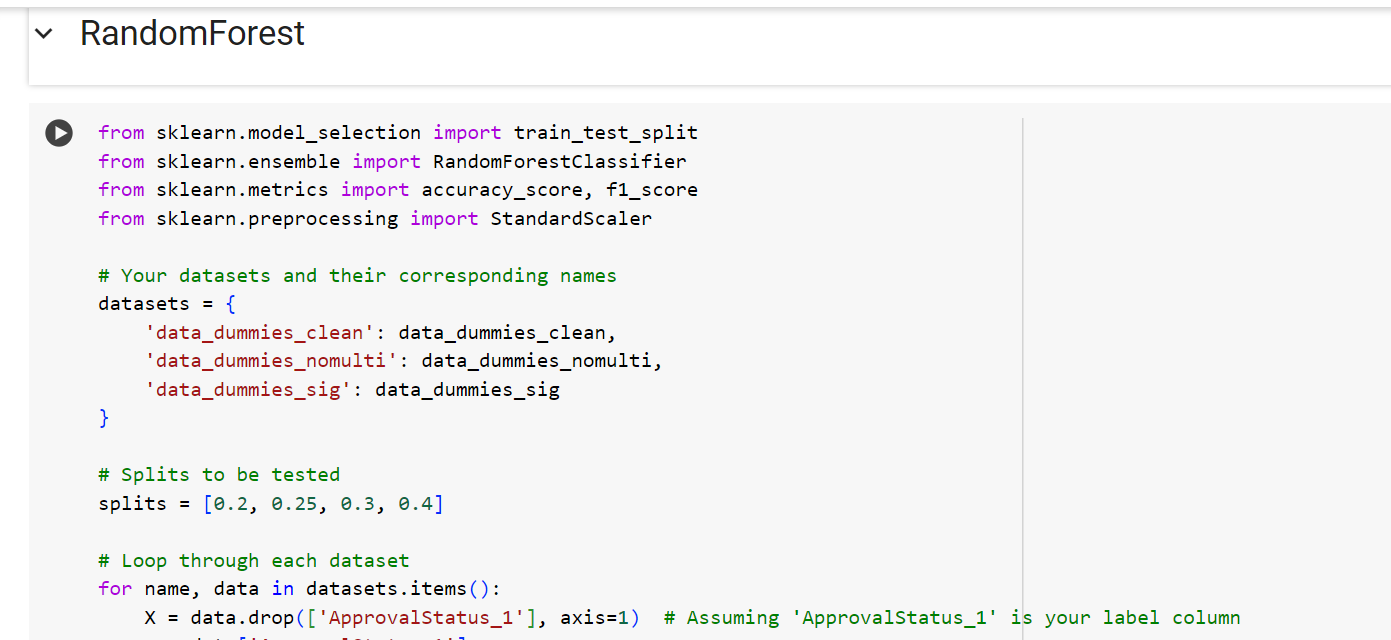 RandomForest
from sklearn.model_selection import train_test_split
from sklearn.ensemble import RandomForestClassifier
from sklearn.metrics import accuracy_score, f1_score
from sklearn.preprocessing import StandardScaler
# Your datasets and their corresponding names
datasets = {
    'data_dummies_clean': data_dummies_clean,
    'data_dummies_nomulti': data_dummies_nomulti,
    'data_dummies_sig': data_dummies_sig
}
# Splits to be tested
splits = [0.2, 0.25, 0.3, 0.4]
# Loop through each dataset
for name, data in datasets.items():
    X = data.drop(['ApprovalStatus_1'], axis=1)  # Assuming 'ApprovalStatus_1' is your label column